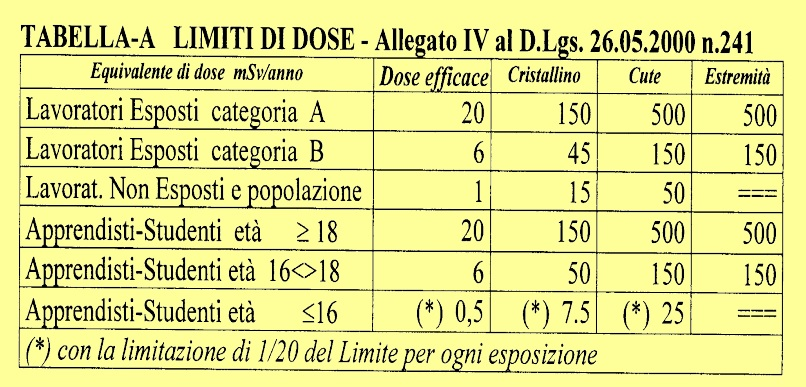 TABELLA-A LIMITI DI DOSE - Allegato IV al D.Lgs. 26.05.2000 n.241
Equivalente di dose mSv/anno Dose efficace Cristallino Cute Estremità
Lavoratori Esposti categoria A 20 150 500 500
Lavoratori Esposti categoria B 6 45 150 150
Lavorat. Non Esposti e popolazione 1 15 50 ===
Apprendisti-Studenti età ≥ 18 20 150 500 500
Apprendisti-Studenti età 16<>18 6 50 150 150
Apprendisti-Studenti età ≤16 (*) 0,5 (*) 7.5 (*) 25 ===
(*) con la limitazione di 1/20 del Limite per ogni esposizione